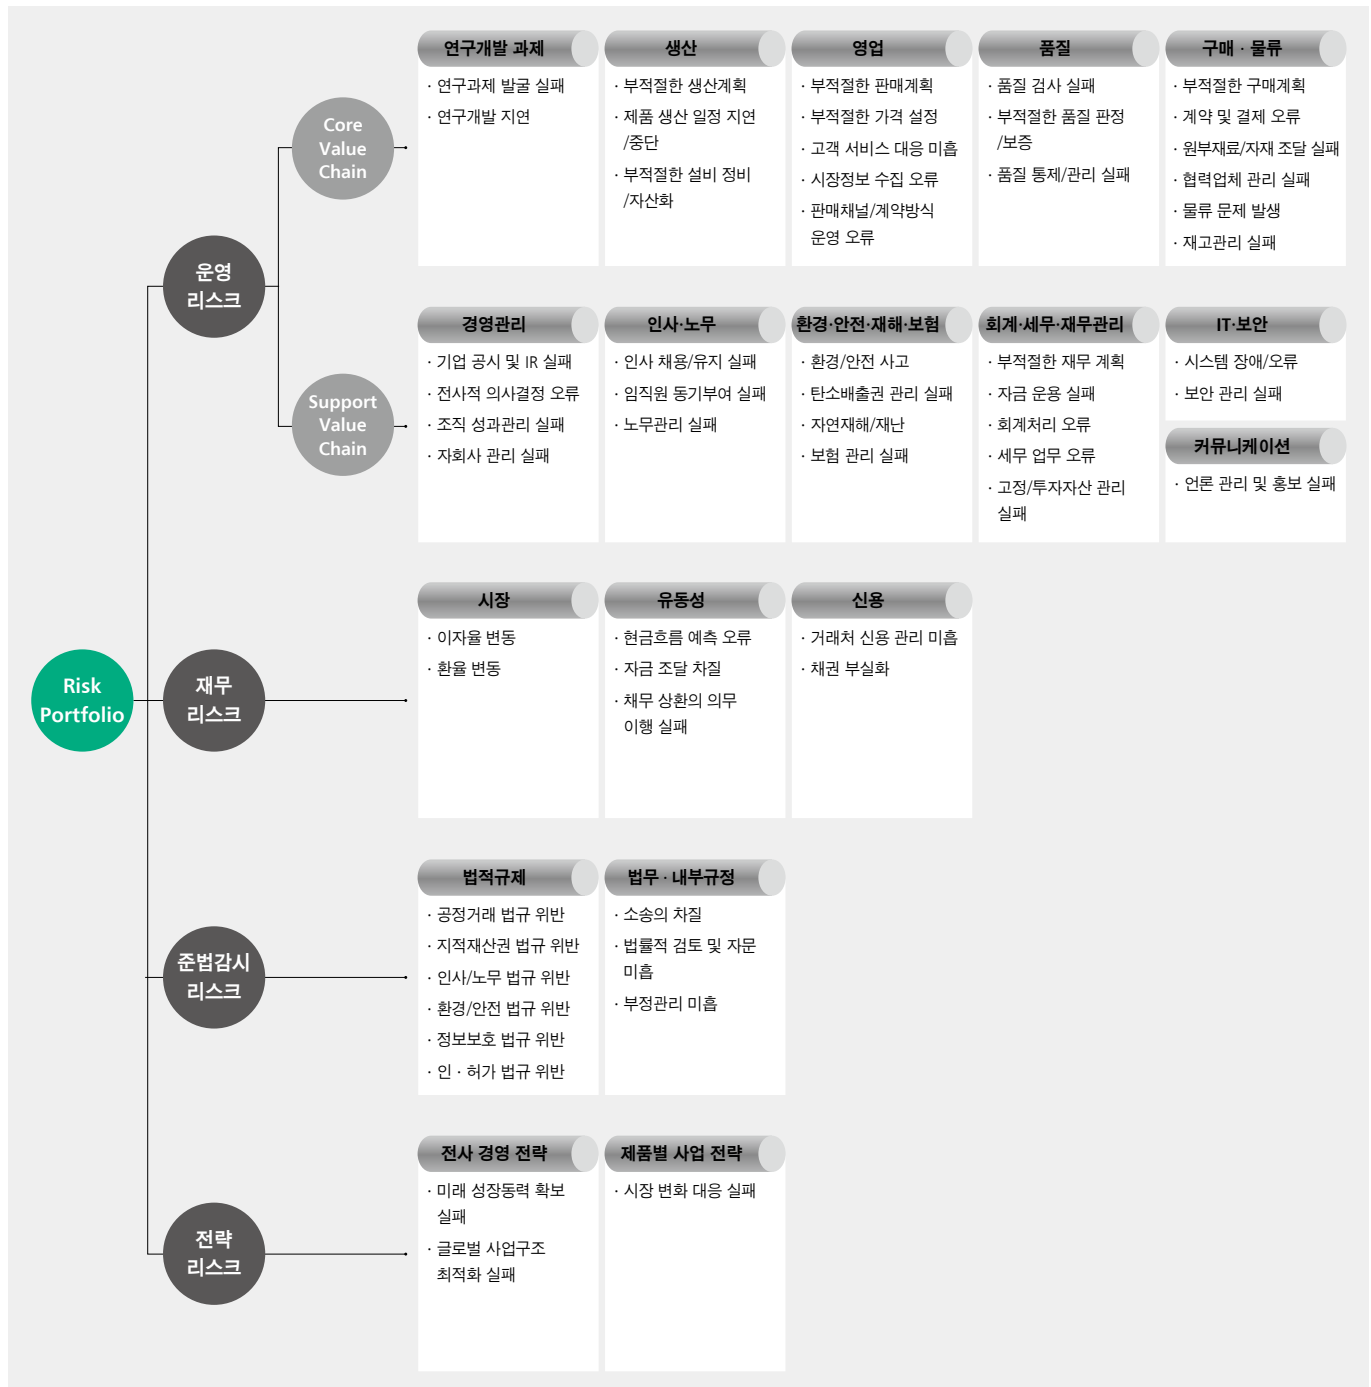 Risk
Portfolio
운영
리스크
Core
Value
Chain
연구개발 과제
· 연구과제 발굴 실패
· 연구개발 지연
생산
· 부적절한 생산계획
· 제품 생산 일정 지연
/중단
· 부적절한 설비 정비
/자산화
영업
· 부적절한 판매계획
· 부적절한 가격 설정
· 고객 서비스 대응 미흡
· 시장정보 수집 오류
· 판매채널/계약방식
운영 오류
품질
· 품질 검사 실패
· 부적절한 품질 판정
/보증
· 품질 통제/관리 실패
구매 · 물류
· 부적절한 구매계획
· 계약 및 결제 오류
· 원부재료/자재 조달 실패
· 협력업체 관리 실패
· 물류 문제 발생
· 재고관리 실패
Support
Value
Chain
경영관리
· 기업 공시 및 IR 실패
· 전사적 의사결정 오류
· 조직 성과관리 실패
· 자회사 관리 실패
인사·노무
· 인사 채용/유지 실패
· 임직원 동기부여 실패
· 노무관리 실패
환경·안전·재해·보험
· 환경/안전 사고
· 탄소배출권 관리 실패
· 자연재해/재난
· 보험 관리 실패
회계·세무·재무관리
· 부적절한 재무 계획
· 자금 운용 실패
· 회계처리 오류
· 세무 업무 오류
· 고정/투자자산 관리
실패
IT·보안
· 시스템 장애/오류
· 보안 관리 실패
커뮤니케이션
· 언론 관리 및 홍보 실패
재무
리스크
시장
· 이자율 변동
· 환율 변동
유동성
· 현금흐름 예측 오류
· 자금 조달 차질
· 채무 상환의 의무
이행 실패
신용
· 거래처 신용 관리 미흡
· 채권 부실화
준법감시
리스크
법적규제
· 공정거래 법규 위반
· 지적재산권 법규 위반
· 인사/노무 법규 위반
· 환경/안전 법규 위반
· 정보보호 법규 위반
· 인 · 허가 법규 위반
법무 · 내부규정
· 소송의 차질
· 법률적 검토 및 자문
미흡
· 부정관리 미흡
전략
리스크
전사 경영 전략
· 미래 성장동력 확보
실패
· 글로벌 사업구조
최적화 실패
제품별 사업 전략
· 시장 변화 대응 실패